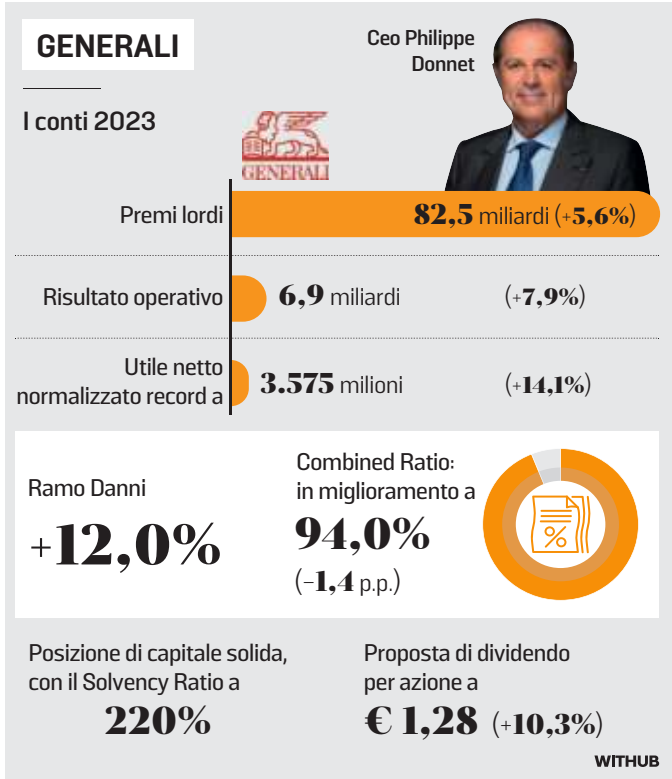 GENERALI
Ceo Philippe
Donnet
I conti 2023
GENERALI
Premi lordi
82,5 miliardi (+5,6%)
Risultato operativo
6,9 miliardi (+7,9%)
Utile netto
normalizzato record a
3.575 milioni (+14,1%)
Ramo Danni
+12,0%
Combined Ratio:
in miglioramento a
94,0%
(–1,4 p.p.)
%
Posizione di capitale solida,
con il Solvency Ratio a
220%
Proposta di dividendo
per azione a
€ 1,28 (+10,3%)
WITHUB